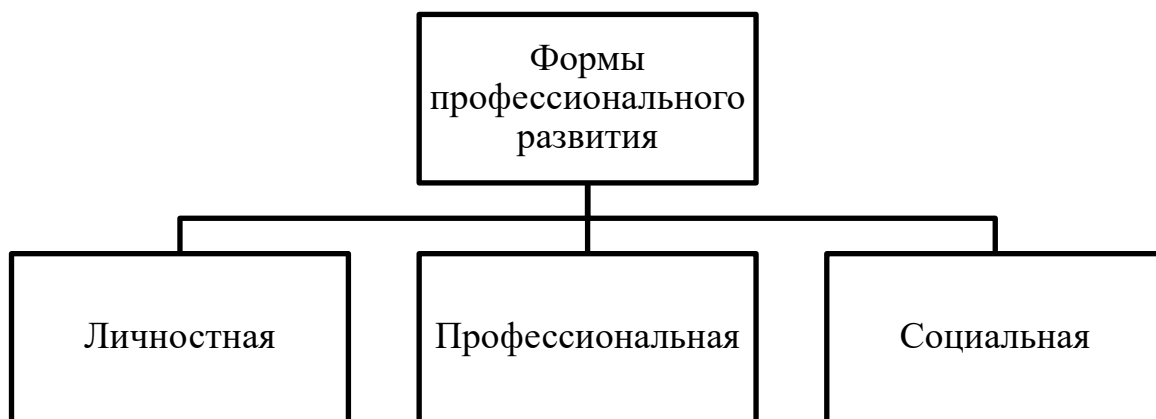 Формы
профессионального
развития
Личностная
Профессиональная
Социальная